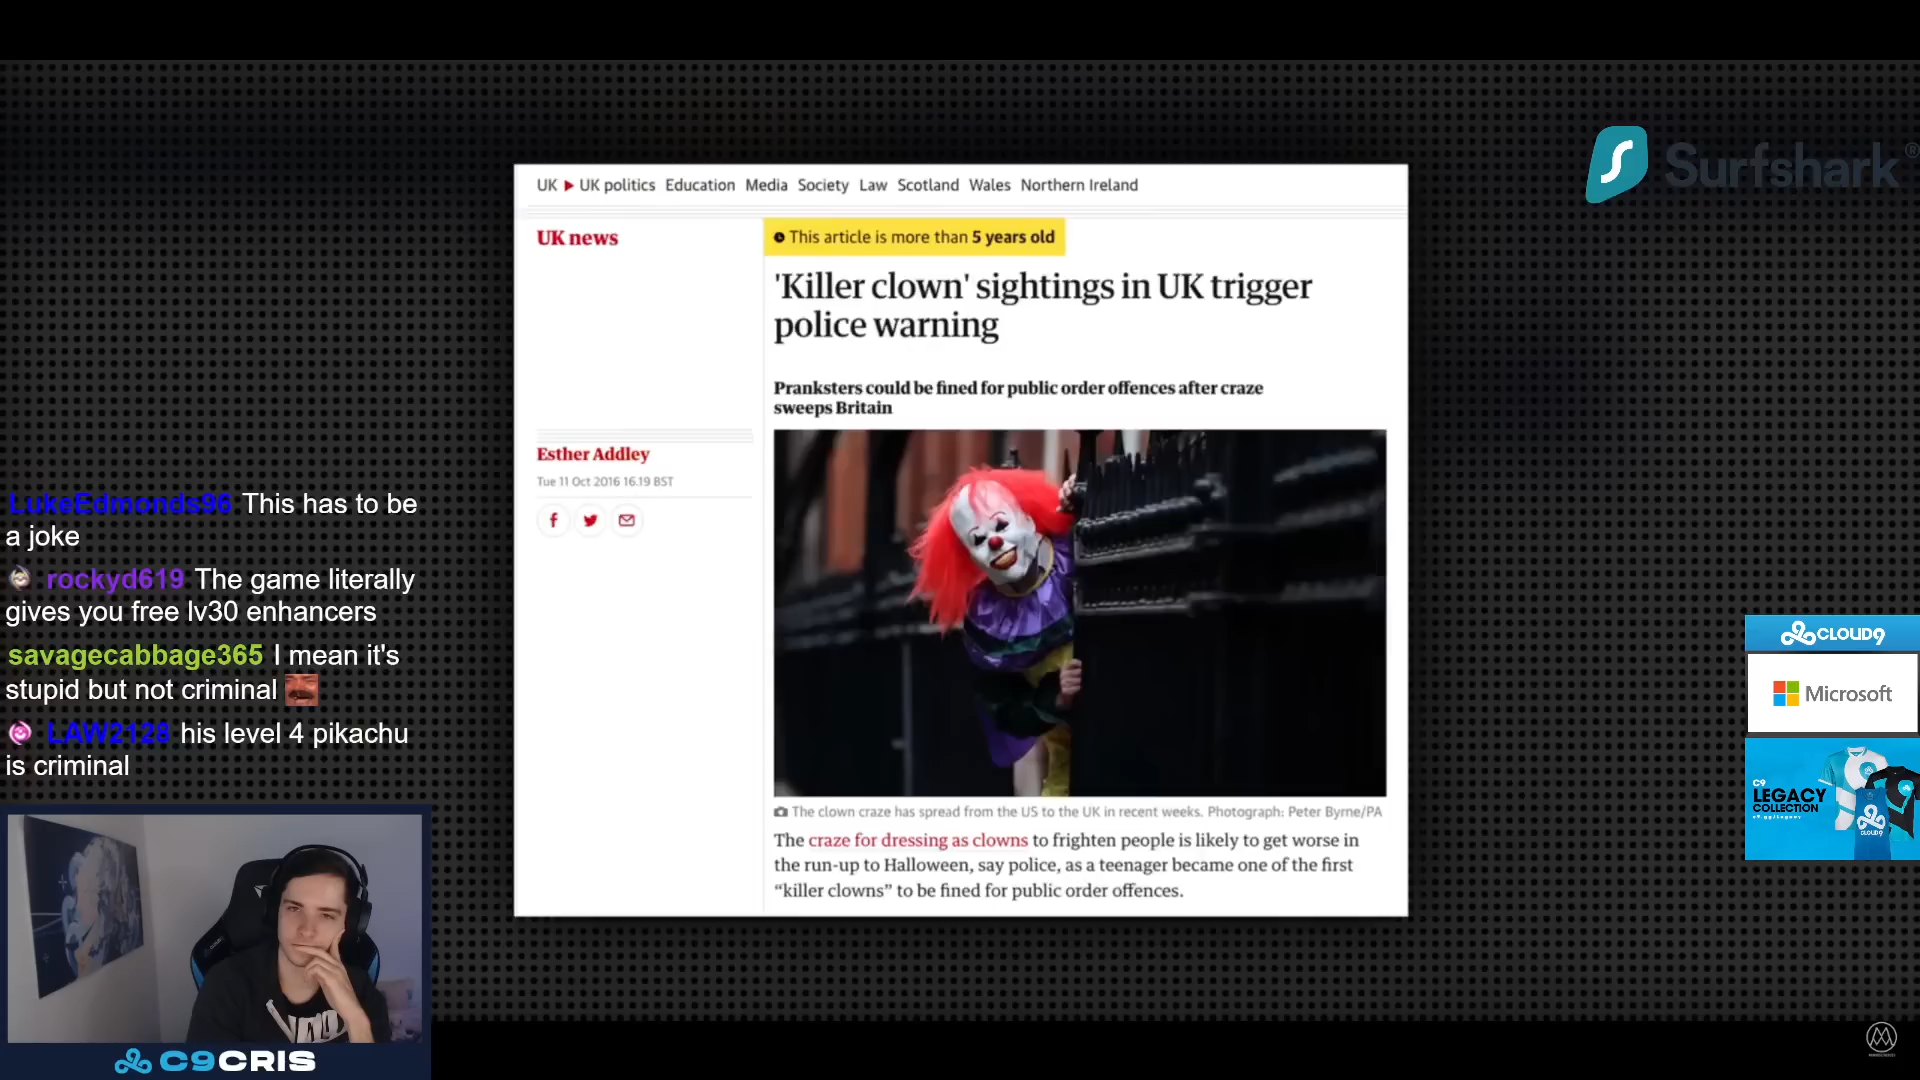 Surfshark®
UK ▶ UK politics Education Media Society Law Scotland Wales Northern Ireland
UK news
This article is more than 5 years old
'Killer clown' sightings in UK trigger
police warning
Pranksters could be fined for public order offences after craze
sweeps Britain
Esther Addley
Tue 11 Oct 2016 16.19 BST
The clown craze has spread from the US to the UK in recent weeks. Photograph: Peter Byrne/PA
The craze for dressing as clowns to frighten people is likely to get worse in
the run-up to Halloween, say police, as a teenager became one of the first
“killer clowns” to be fined for public order offences.
LukeEdmonds96 This has to be
a joke
rockyd619 The game literally
gives you free lv30 enhancers
savagecabbage365 I mean it's
stupid but not criminal
LAW2128 his level 4 pikachu
is criminal
C9CRIS
CLOUD9
Microsoft
C9
LEGACY
COLLECTION